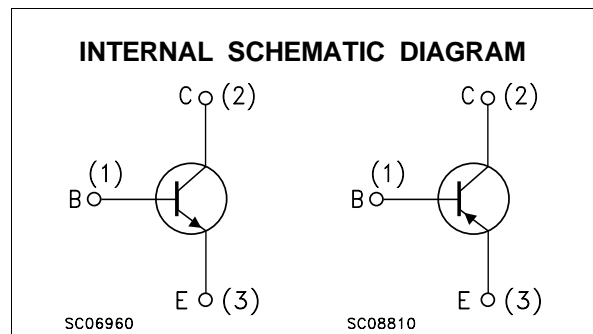 INTERNAL SCHEMATIC DIAGRAM
C (2)
(1)
B
E (3)
SC06960
C (2)
(1)
B
E (3)
SC08810